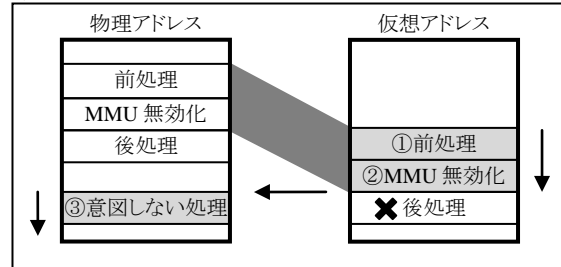 物理アドレス
仮想アドレス
前処理
MMU 無効化
後処理
③意図しない処理
①前処理
②MMU 無効化
✖後処理